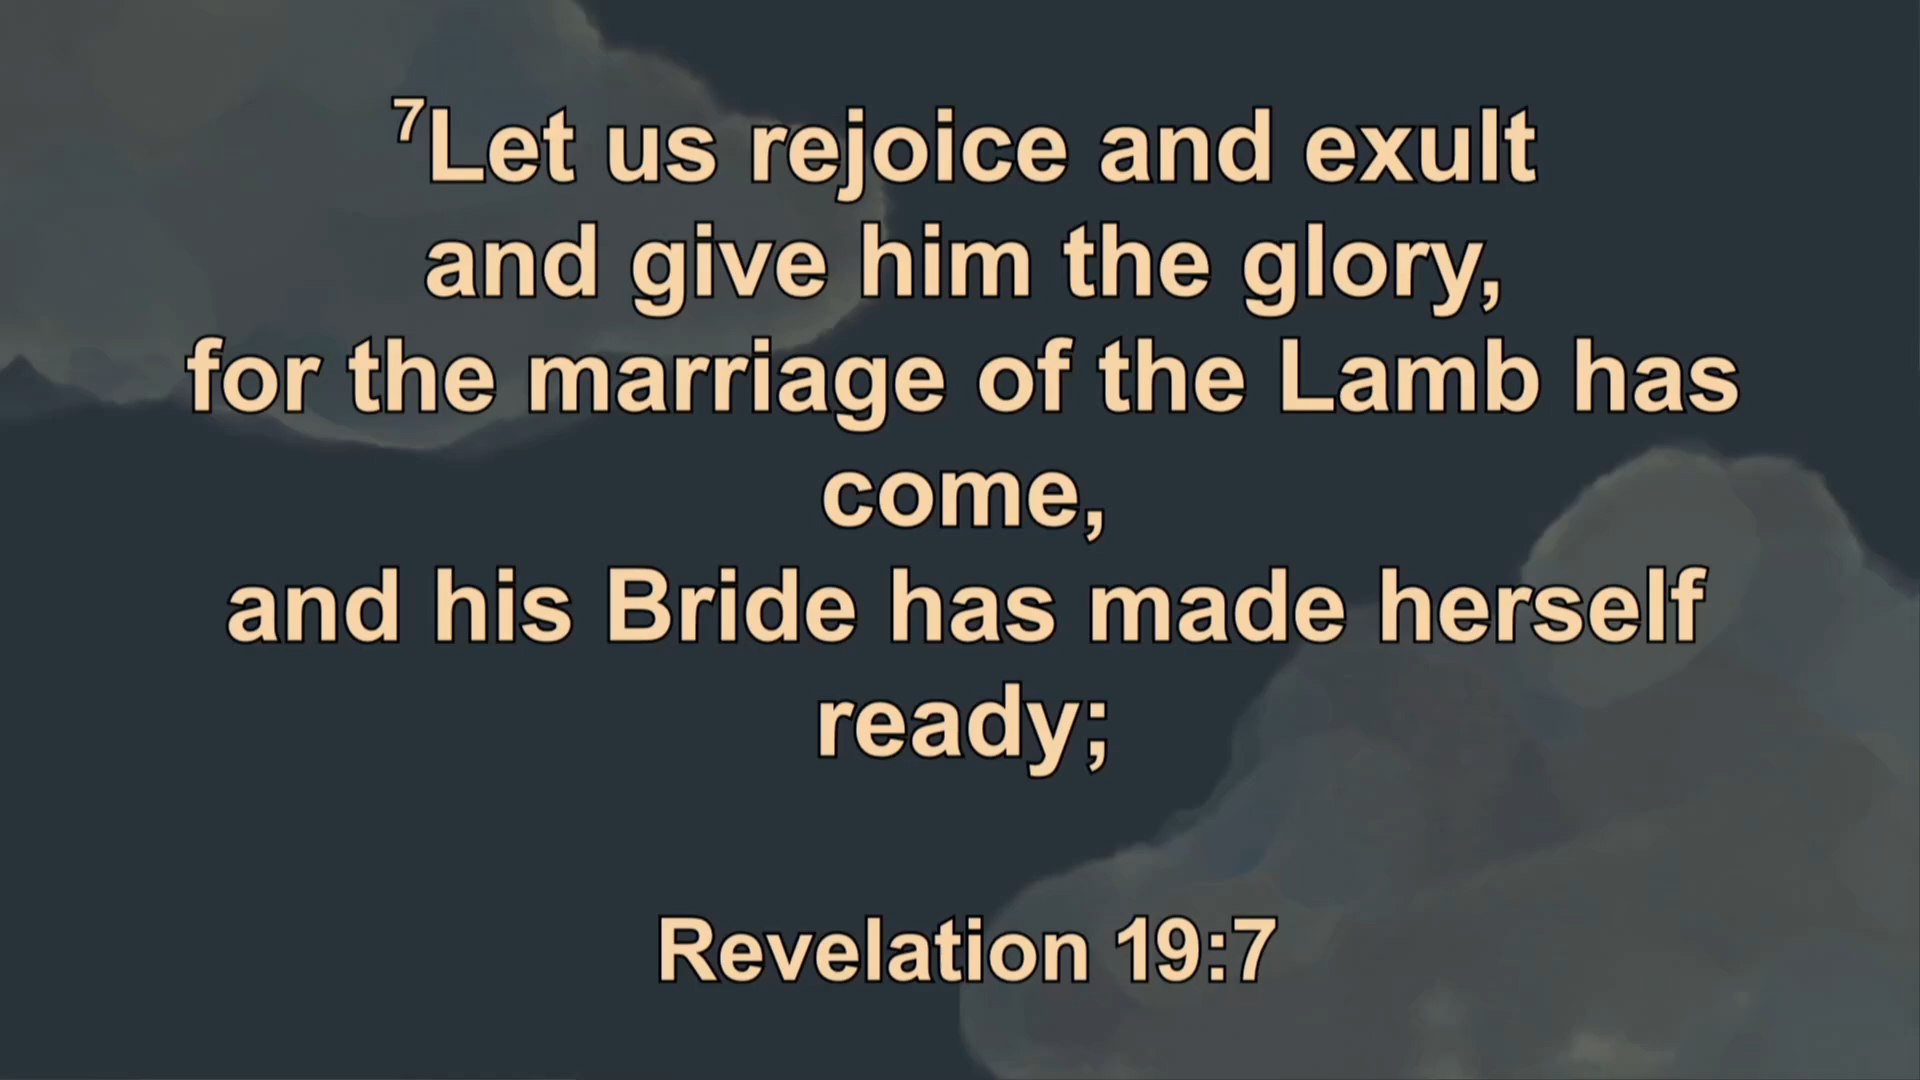 ⁷Let us rejoice and exult
and give him the glory,
for the marriage of the Lamb has
come,
and his Bride has made herself
ready;
Revelation 19:7